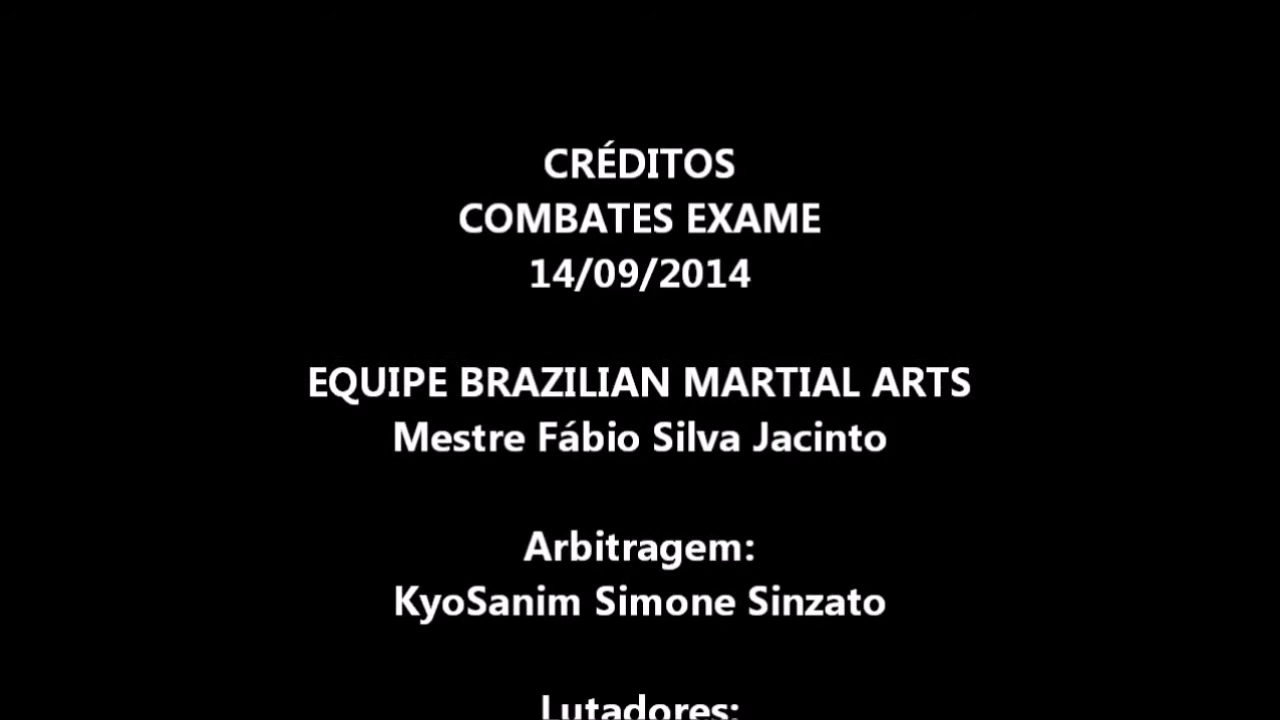 CRÉDITOS
COMBATES EXAME
14/09/2014
EQUIPE BRAZILIAN MARTIAL ARTS
Mestre Fábio Silva Jacinto
Arbitragem:
KyoSanim Simone Sinzato
Lutadores: